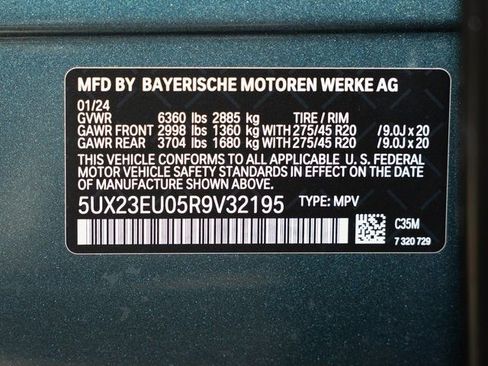 MFD BY BAYERISCHE MOTOREN WERKE AG
01/24
GVWR 6360 lbs 2885 kg TIRE / RIM
GAWR FRONT 2998 lbs 1360 kg WITH 275/45 R20 / 9.0J x 20
GAWR REAR 3704 lbs 1680 kg WITH 275/45 R20 / 9.0J x 20
THIS VEHICLE CONFORMS TO ALL APPLICABLE U. S. FEDERAL
MOTOR VEHICLE SAFETY STANDARDS IN EFFECT ON THE DATE OF
MANUFACTURE SHOWN ABOVE.
5UX23EU05R9V32195 TYPE: MPV
C35M
7 320 729